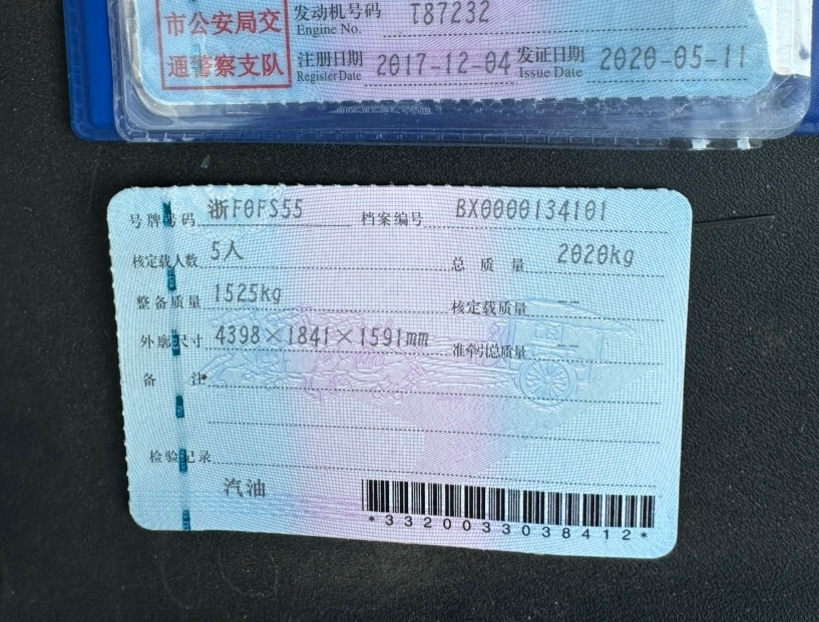 市公安局交
通警察支队
发动机号码 T87232
Engine No.
注册日期 2017-12-04 发证日期 2020-05-11
Register Date Issue Date
号牌号码 浙F0FS55 档案编号 BX0000134101
核定载人数 5人 总质量 2020kg
整备质量 1525kg 核定载质量 --
外廓尺寸 4398×1841×1591mm 准牵引总质量 --
备注
检验记录
汽油
*3320033038412*